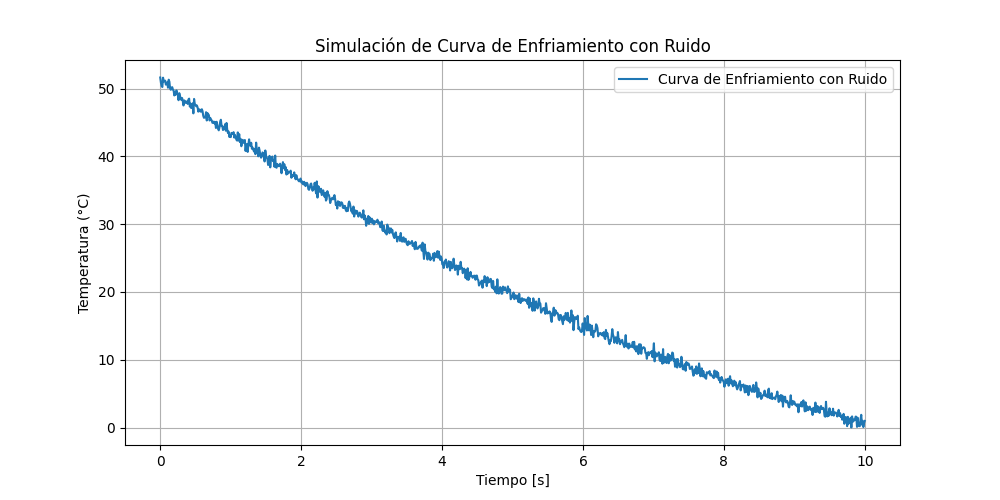 Simulación de Curva de Enfriamiento con Ruido
Curva de Enfriamiento con Ruido
Temperatura (°C)
50
40
30
20
10
0
0 2 4 6 8 10
Tiempo [s]